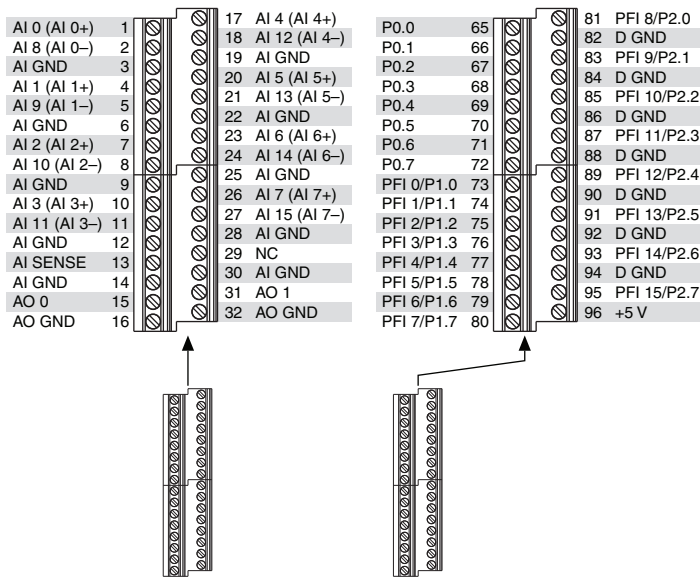 AI 0 (AI 0+) 1
AI 8 (AI 0–) 2
AI GND 3
AI 1 (AI 1+) 4
AI 9 (AI 1–) 5
AI GND 6
AI 2 (AI 2+) 7
AI 10 (AI 2–) 8
AI GND 9
AI 3 (AI 3+) 10
AI 11 (AI 3–) 11
AI GND 12
AI SENSE 13
AI GND 14
AO 0 15
AO GND 16
17 AI 4 (AI 4+)
18 AI 12 (AI 4–)
19 AI GND
20 AI 5 (AI 5+)
21 AI 13 (AI 5–)
22 AI GND
23 AI 6 (AI 6+)
24 AI 14 (AI 6–)
25 AI GND
26 AI 7 (AI 7+)
27 AI 15 (AI 7–)
28 AI GND
29 NC
30 AI GND
31 AO 1
32 AO GND
P0.0 65
P0.1 66
P0.2 67
P0.3 68
P0.4 69
P0.5 70
P0.6 71
P0.7 72
PFI 0/P1.0 73
PFI 1/P1.1 74
PFI 2/P1.2 75
PFI 3/P1.3 76
PFI 4/P1.4 77
PFI 5/P1.5 78
PFI 6/P1.6 79
PFI 7/P1.7 80
81 PFI 8/P2.0
82 D GND
83 PFI 9/P2.1
84 D GND
85 PFI 10/P2.2
86 D GND
87 PFI 11/P2.3
88 D GND
89 PFI 12/P2.4
90 D GND
91 PFI 13/P2.5
92 D GND
93 PFI 14/P2.6
94 D GND
95 PFI 15/P2.7
96 +5 V